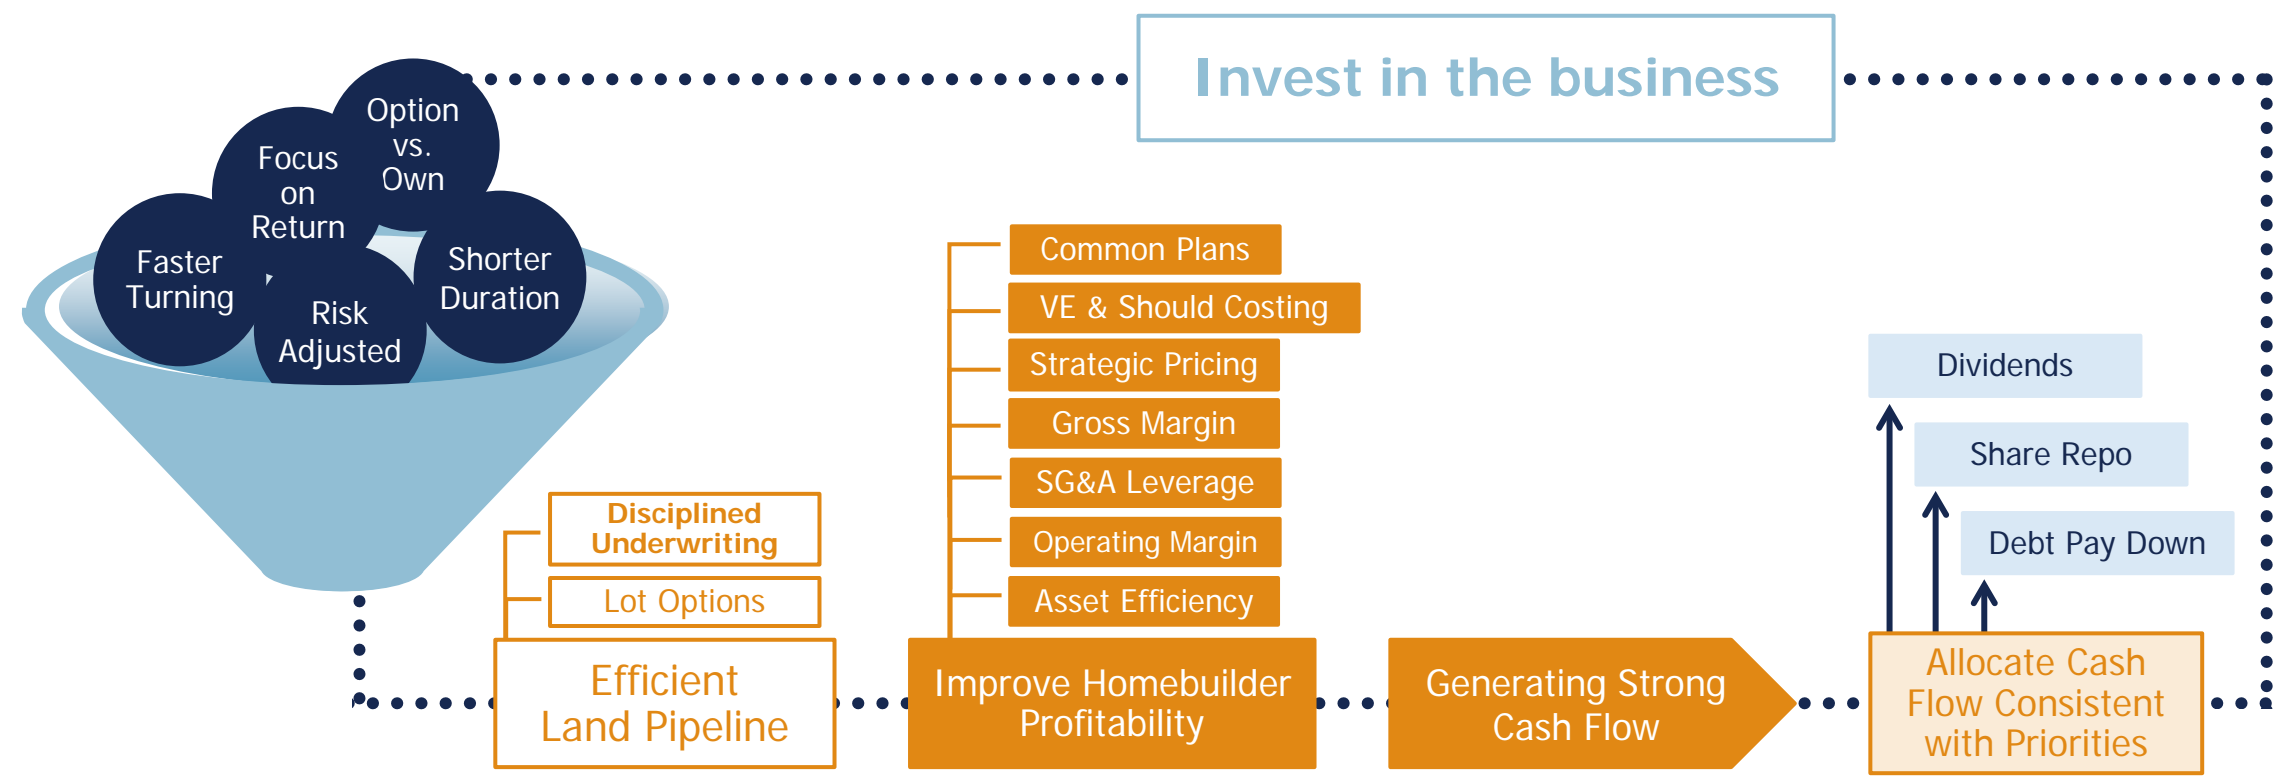 Invest in the business
Option
vs.
Own
Focus
on
Return
Faster
Turning
Risk
Adjusted
Shorter
Duration
Common Plans
VE & Should Costing
Strategic Pricing
Gross Margin
SG&A Leverage
Operating Margin
Asset Efficiency
Disciplined
Underwriting
Lot Options
Efficient
Land Pipeline
Improve Homebuilder
Profitability
Generating Strong
Cash Flow
Dividends
Share Repo
Debt Pay Down
Allocate Cash
Flow Consistent
with Priorities